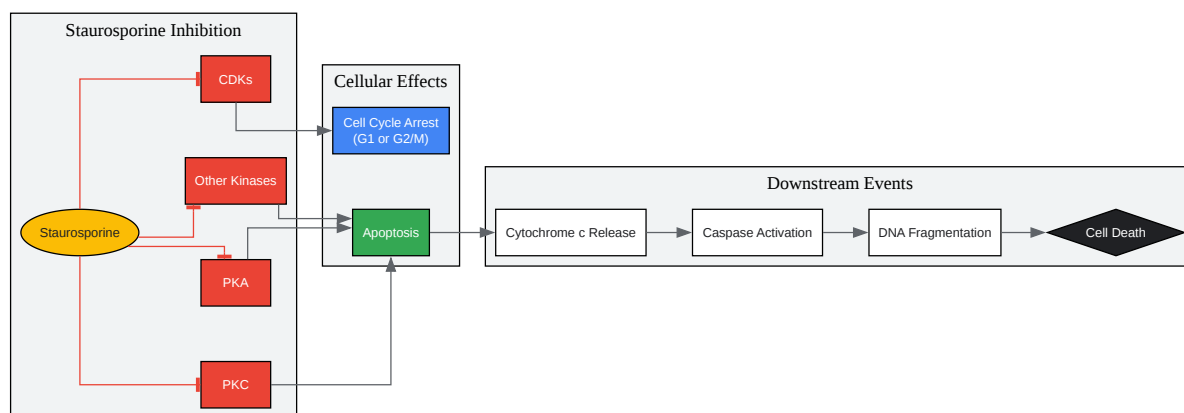 Staurosporine Inhibition
CDKs
Other Kinases
Staurosporine
PKA
PKC
Cellular Effects
Cell Cycle Arrest
(G1 or G2/M)
Apoptosis
Downstream Events
Cytochrome c Release
Caspase Activation
DNA Fragmentation
Cell Death